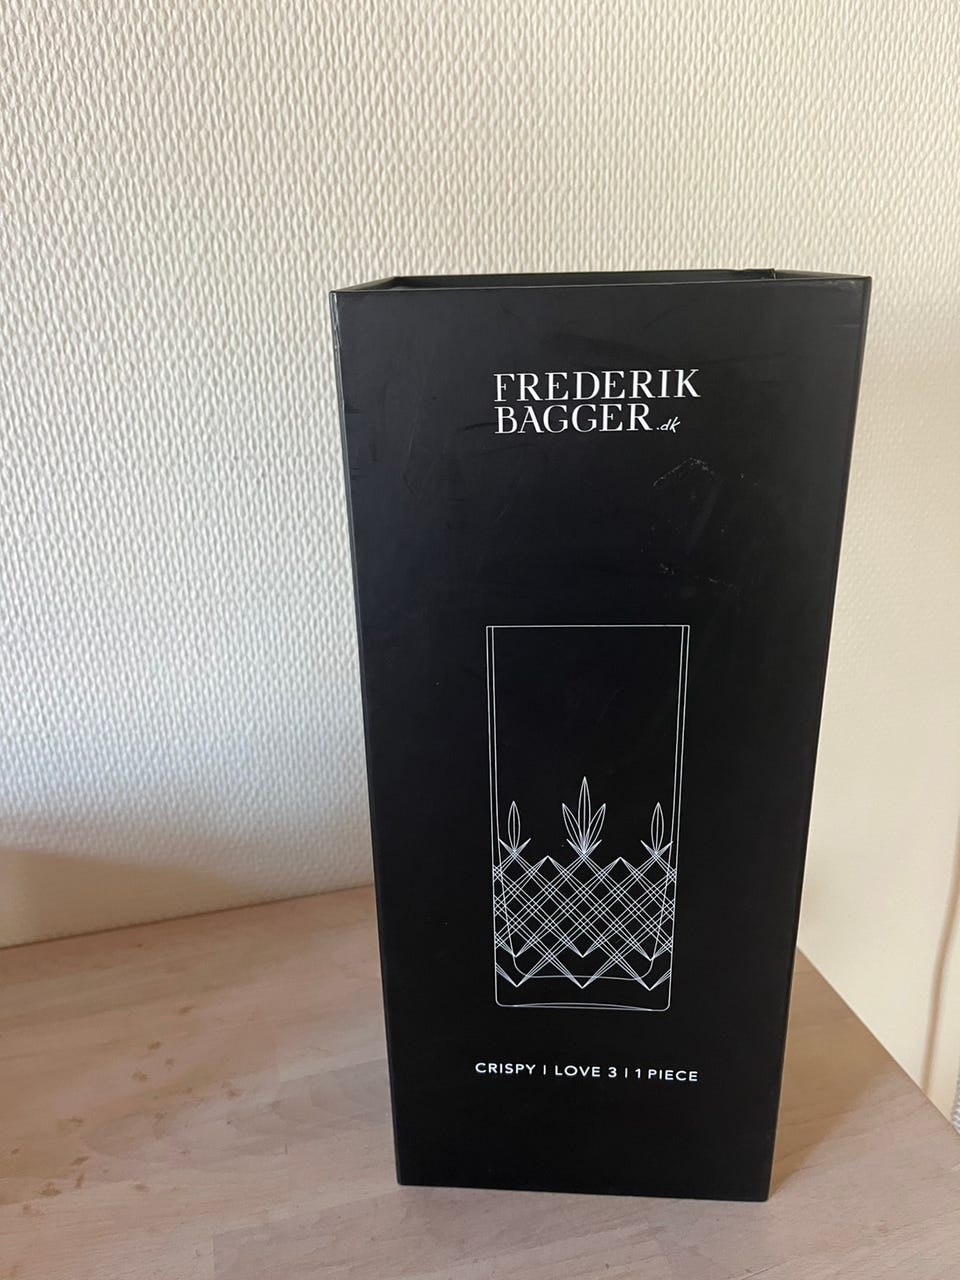 FREDERIK
BAGGER.dk
CRISPY | LOVE 3 | 1 PIECE